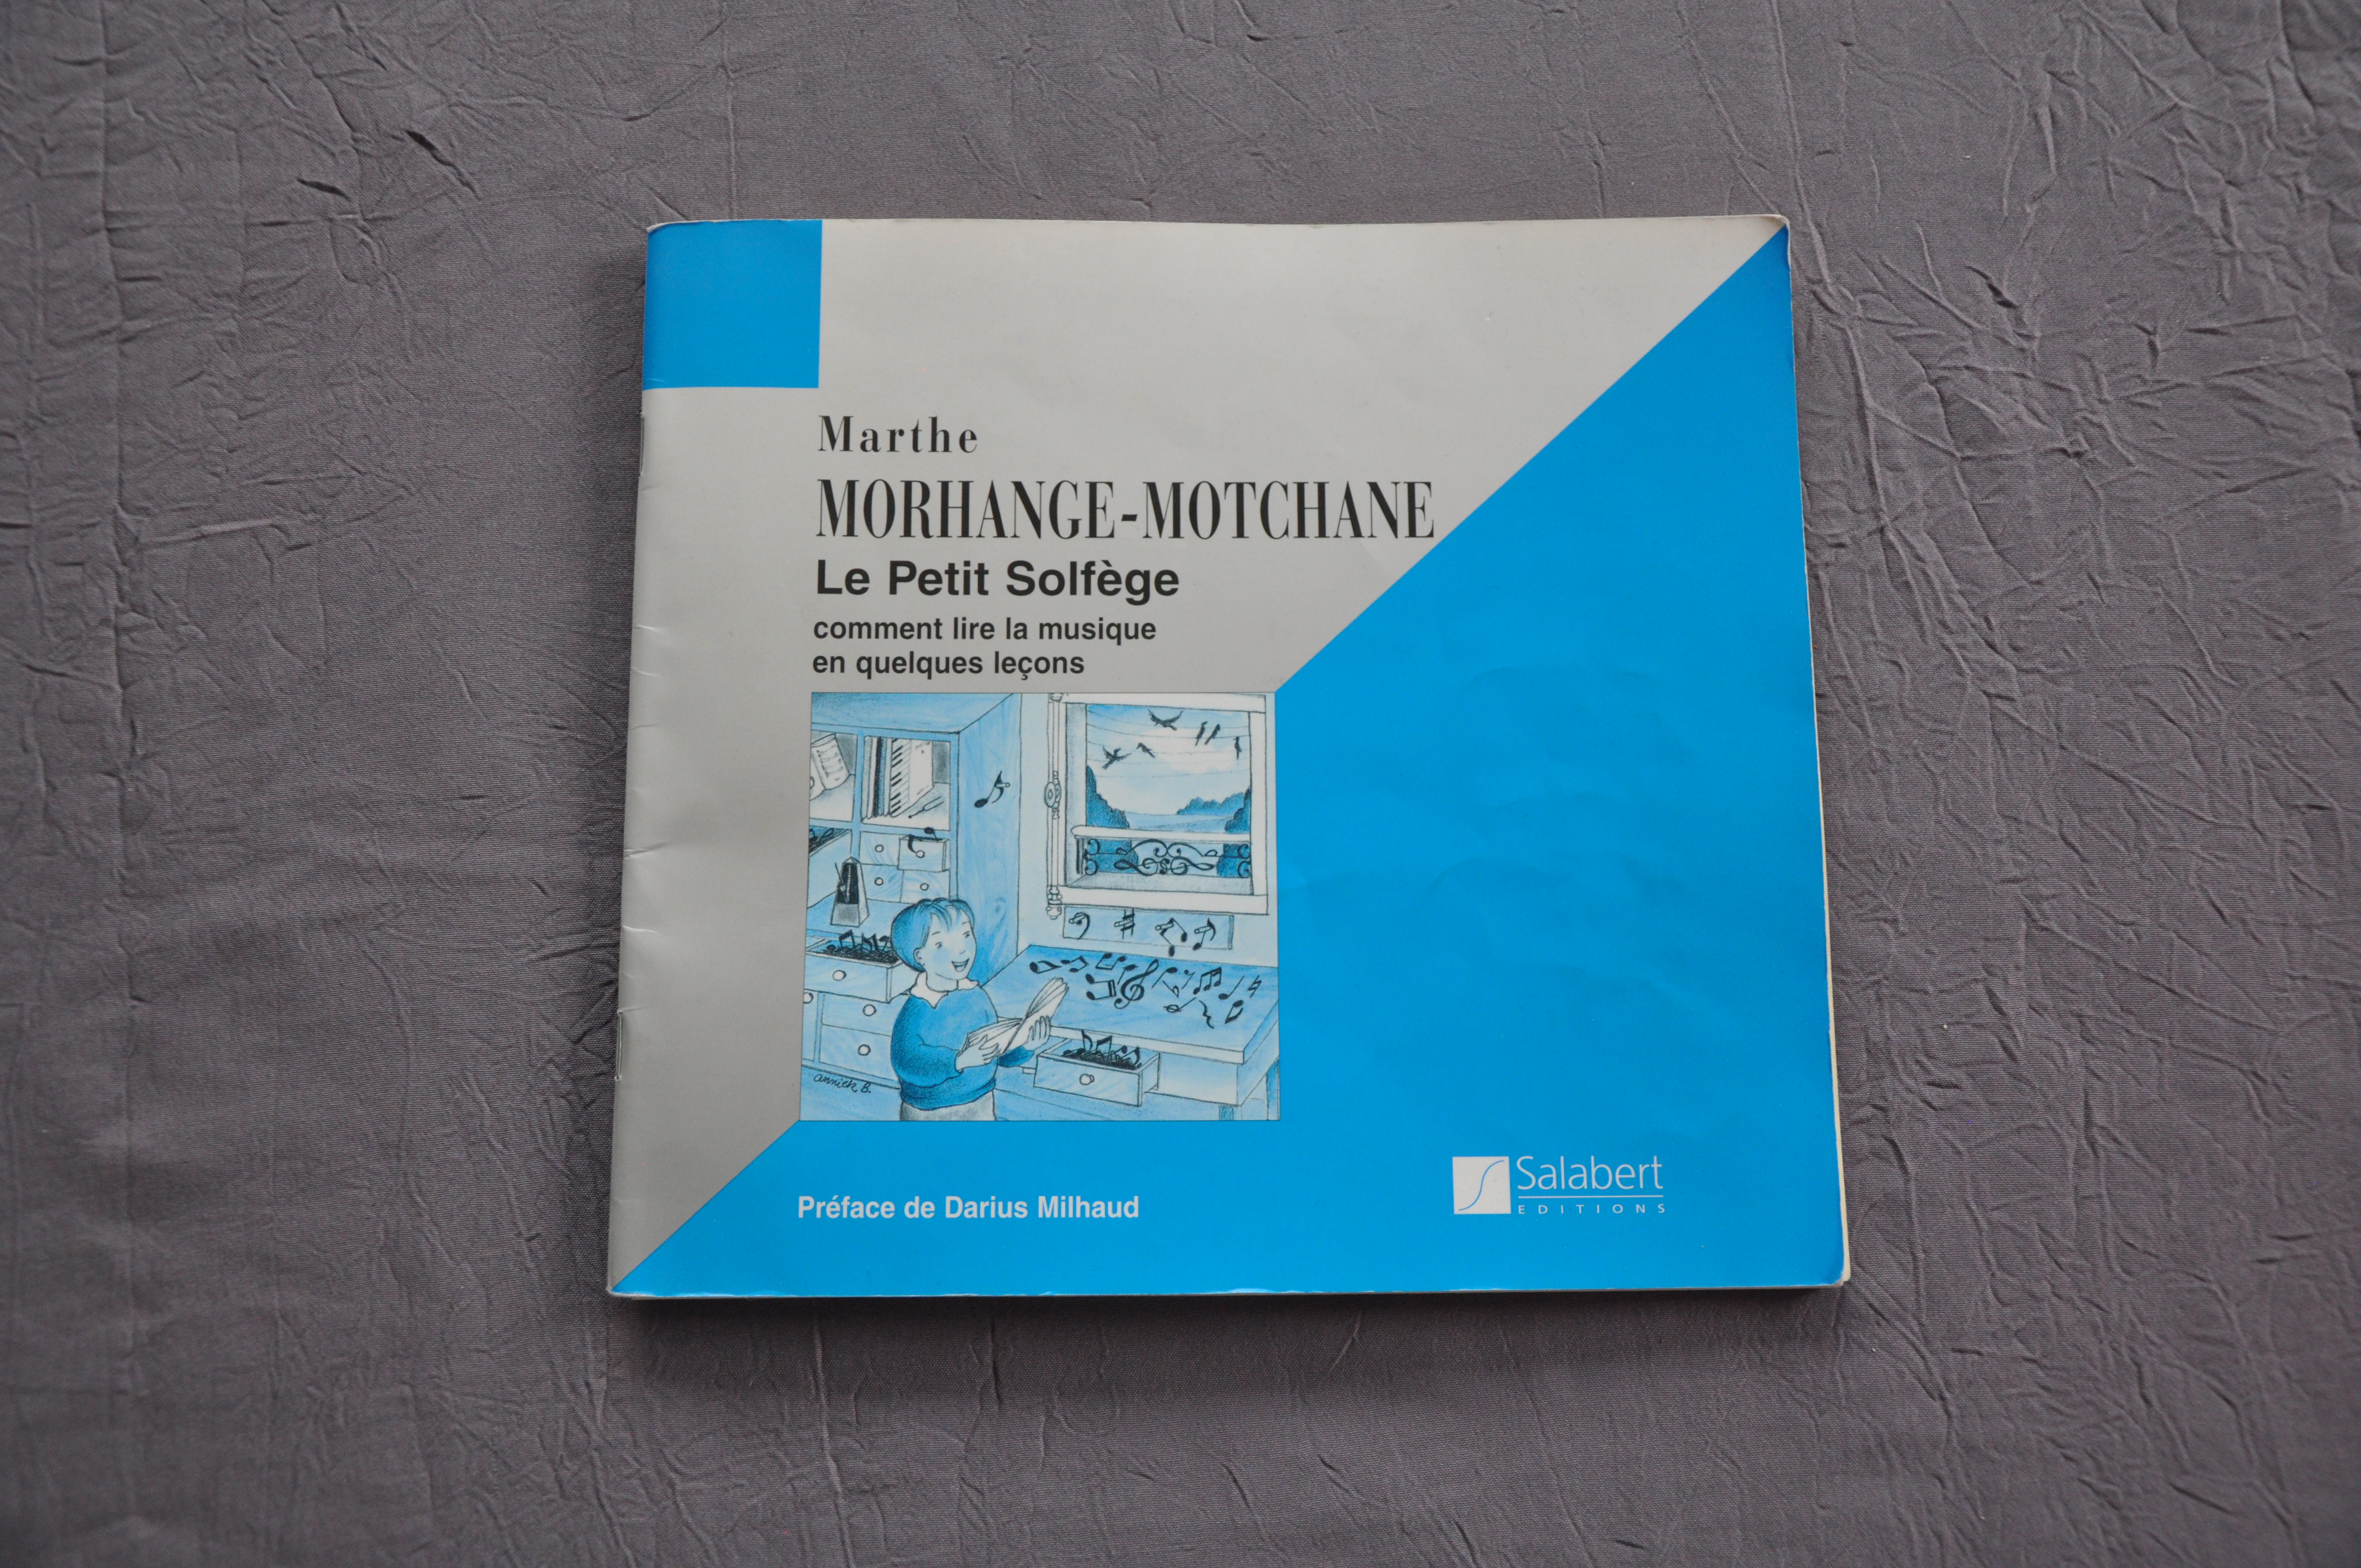 Marthe
MORHANGE-MOTCHANE
Le Petit Solfège
comment lire la musique
en quelques leçons
annick B.
Préface de Darius Milhaud
Salabert
EDITIONS